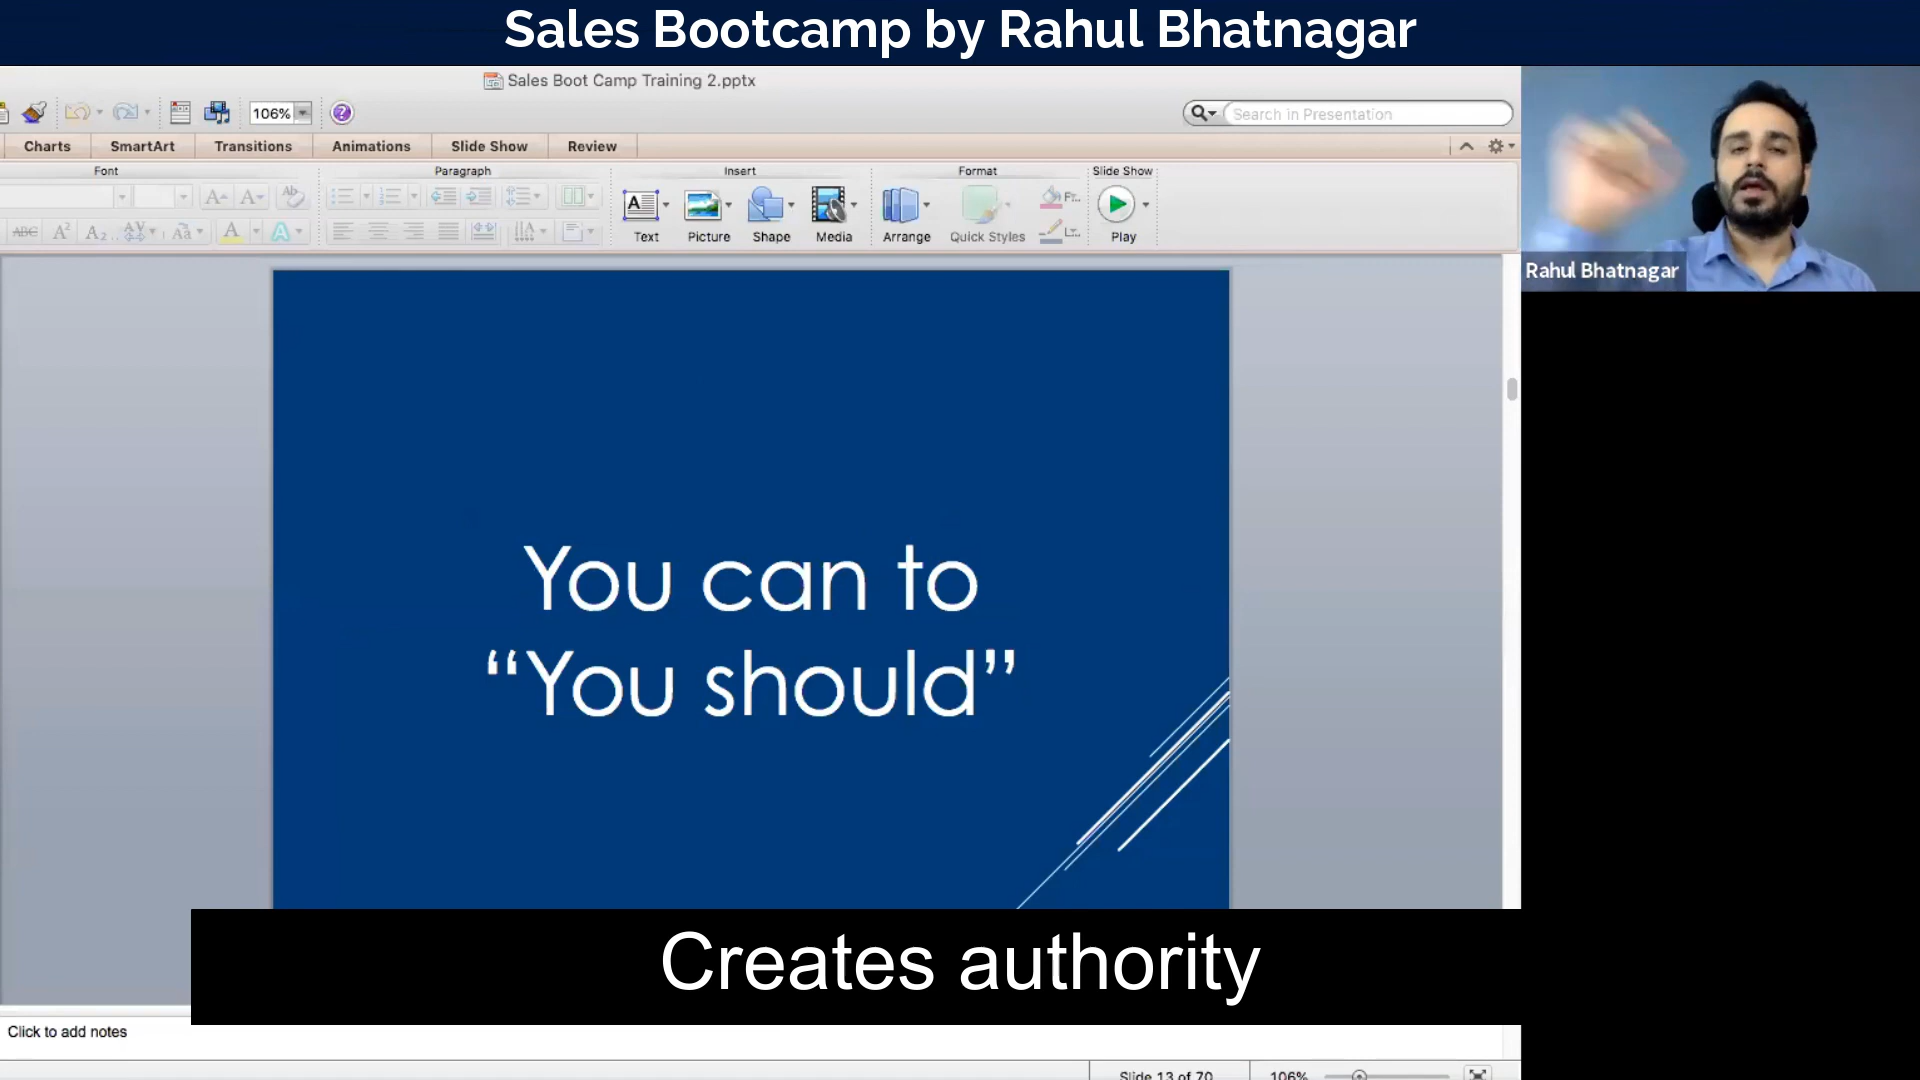 Sales Bootcamp by Rahul Bhatnagar
Sales Boot Camp Training 2.pptx
106%
Search in Presentation
Charts SmartArt Transitions Animations Slide Show Review
Font Paragraph Insert Format Slide Show
Text Picture Shape Media Arrange Quick Styles Play
Rahul Bhatnagar
You can to
“You should”
Creates authority
Click to add notes
Slide 13 of 70 106%